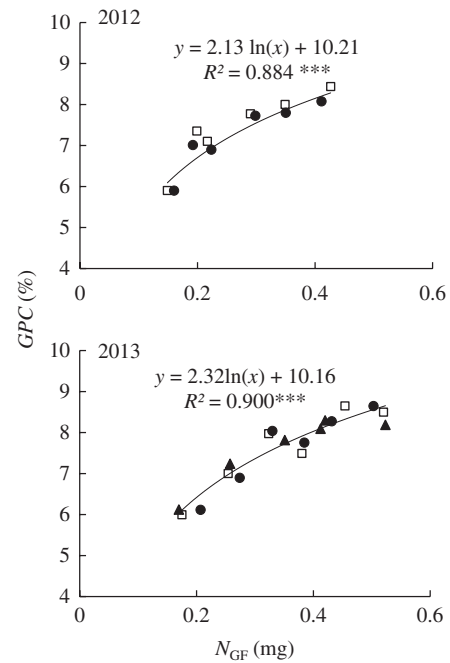 10
2012
y = 2.13 ln(x) + 10.21
9
R² = 0.884 ***
8
7
6
5
4
0 0.2 0.4 0.6
GPC (%)
10
2013
y = 2.32ln(x) + 10.16
9
R² = 0.900***
8
7
6
5
4
0 0.2 0.4 0.6
N_GF (mg)